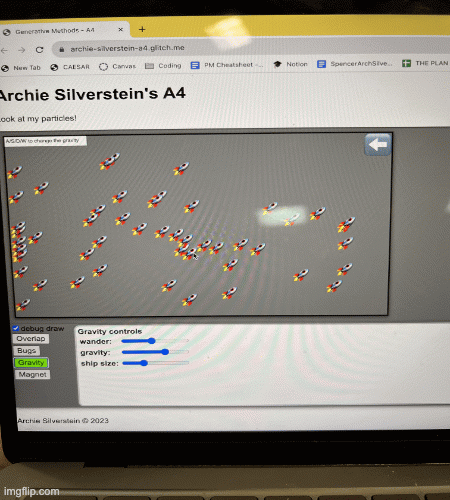 Generative Methods - A4
archie-silverstein-a4.glitch.me
New Tab CAESAR Canvas Coding PM Cheatsheet -... Notion SpencerArchSilve... THE PLAN
Archie Silverstein's A4
ook at my particles!
A/S/D/W to change the gravity
debug draw
Overlap
Bugs
Gravity
Magnet
Gravity controls
wander:
gravity:
ship size:
Archie Silverstein © 2023
imgflip.com